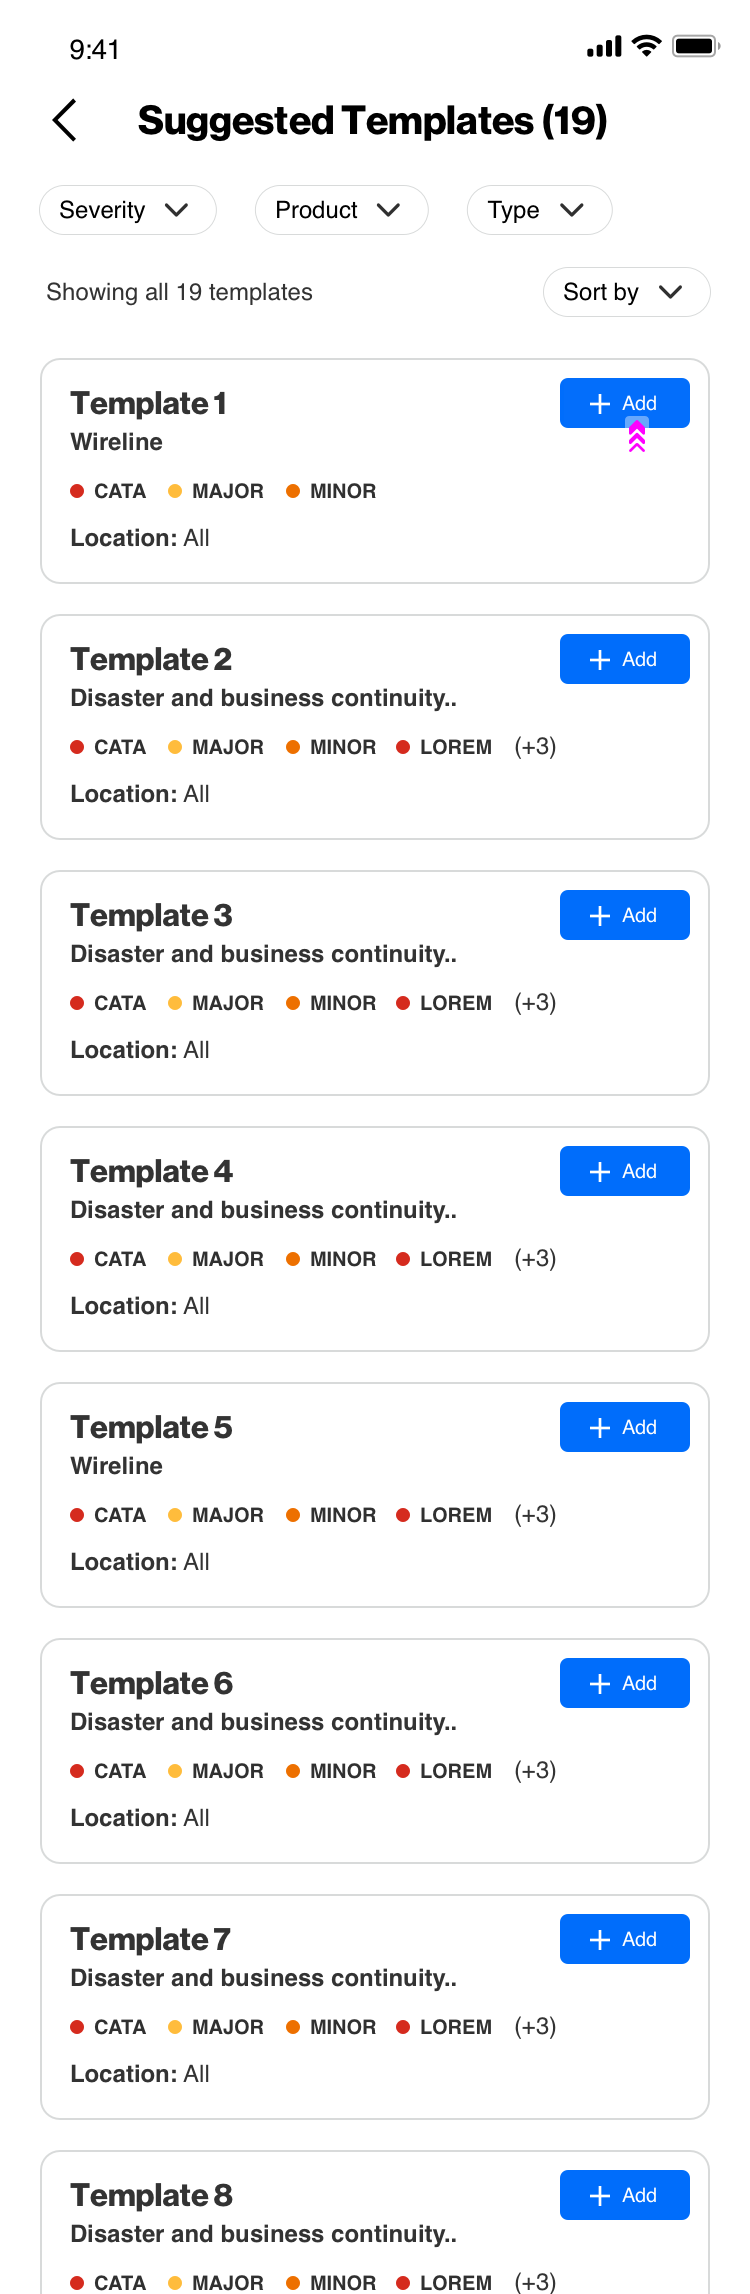 9:41
Suggested Templates (19)
Severity
Product
Type
Showing all 19 templates
Sort by
Template 1
Add
Wireline
CATA MAJOR MINOR
Location: All
Template 2
Add
Disaster and business continuity..
CATA MAJOR MINOR LOREM (+3)
Location: All
Template 3
Add
Disaster and business continuity..
CATA MAJOR MINOR LOREM (+3)
Location: All
Template 4
Add
Disaster and business continuity..
CATA MAJOR MINOR LOREM (+3)
Location: All
Template 5
Add
Wireline
CATA MAJOR MINOR LOREM (+3)
Location: All
Template 6
Add
Disaster and business continuity..
CATA MAJOR MINOR LOREM (+3)
Location: All
Template 7
Add
Disaster and business continuity..
CATA MAJOR MINOR LOREM (+3)
Location: All
Template 8
Add
Disaster and business continuity..
CATA MAJOR MINOR LOREM (+3)